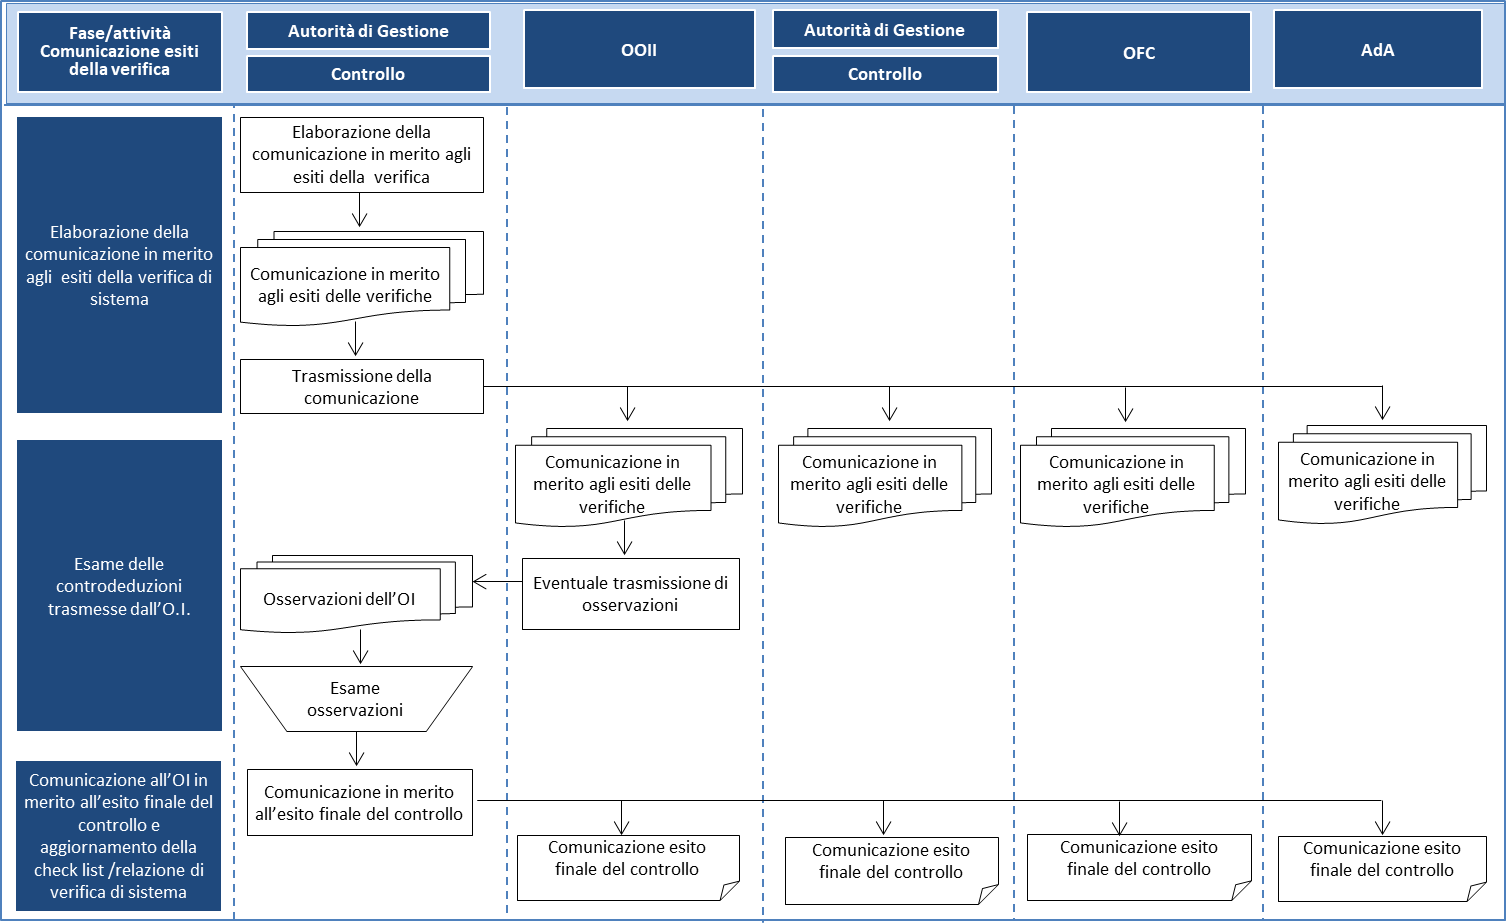 Fase/attività
Comunicazione esiti
della verifica
Autorità di Gestione
Controllo
OOII
Autorità di Gestione
Controllo
OFC
AdA
Elaborazione della
comunicazione in merito
agli  esiti della verifica di
sistema
Elaborazione della
comunicazione in merito agli
esiti della  verifica
Comunicazione in merito
agli esiti delle verifiche
Trasmissione della
comunicazione
Esame delle
controdeduzioni
trasmesse dall'O.I.
Comunicazione in
merito agli esiti delle
verifiche
Comunicazione in
merito agli esiti delle
verifiche
Comunicazione in
merito agli esiti delle
verifiche
Comunicazione in
merito agli esiti delle
verifiche
Eventuale trasmissione di
osservazioni
Osservazioni dell'OI
Esame
osservazioni
Comunicazione all'OI in
merito all'esito finale del
controllo e
aggiornamento della
check list /relazione di
verifica di sistema
Comunicazione in merito
all'esito finale del controllo
Comunicazione esito
finale del controllo
Comunicazione esito
finale del controllo
Comunicazione esito
finale del controllo
Comunicazione esito
finale del controllo